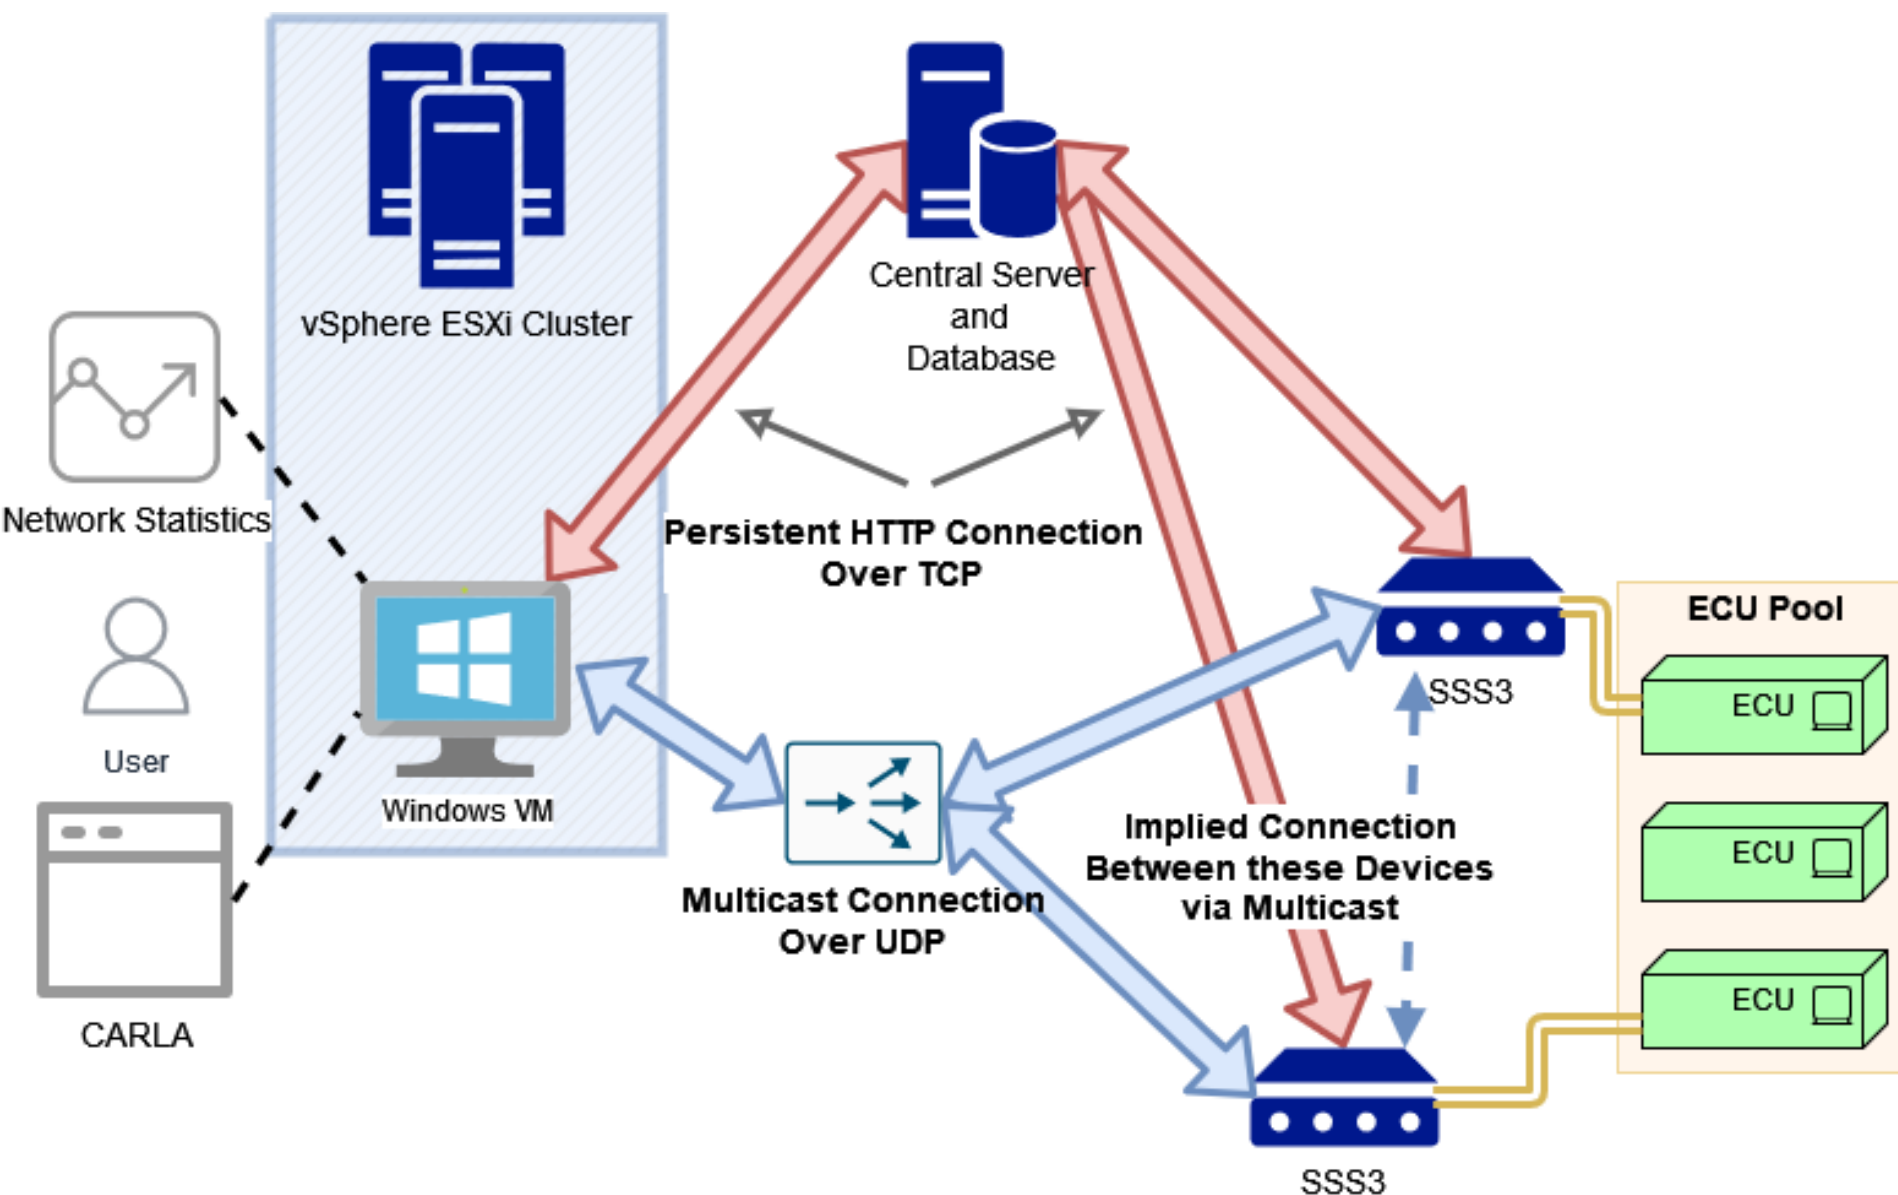 vSphere ESXi Cluster
Central Server
and
Database
Network Statistics
Persistent HTTP Connection
Over TCP
ECU Pool
SSS3
ECU
User
Windows VM
Implied Connection
Between these Devices
via Multicast
ECU
Multicast Connection
Over UDP
ECU
CARLA
SSS3